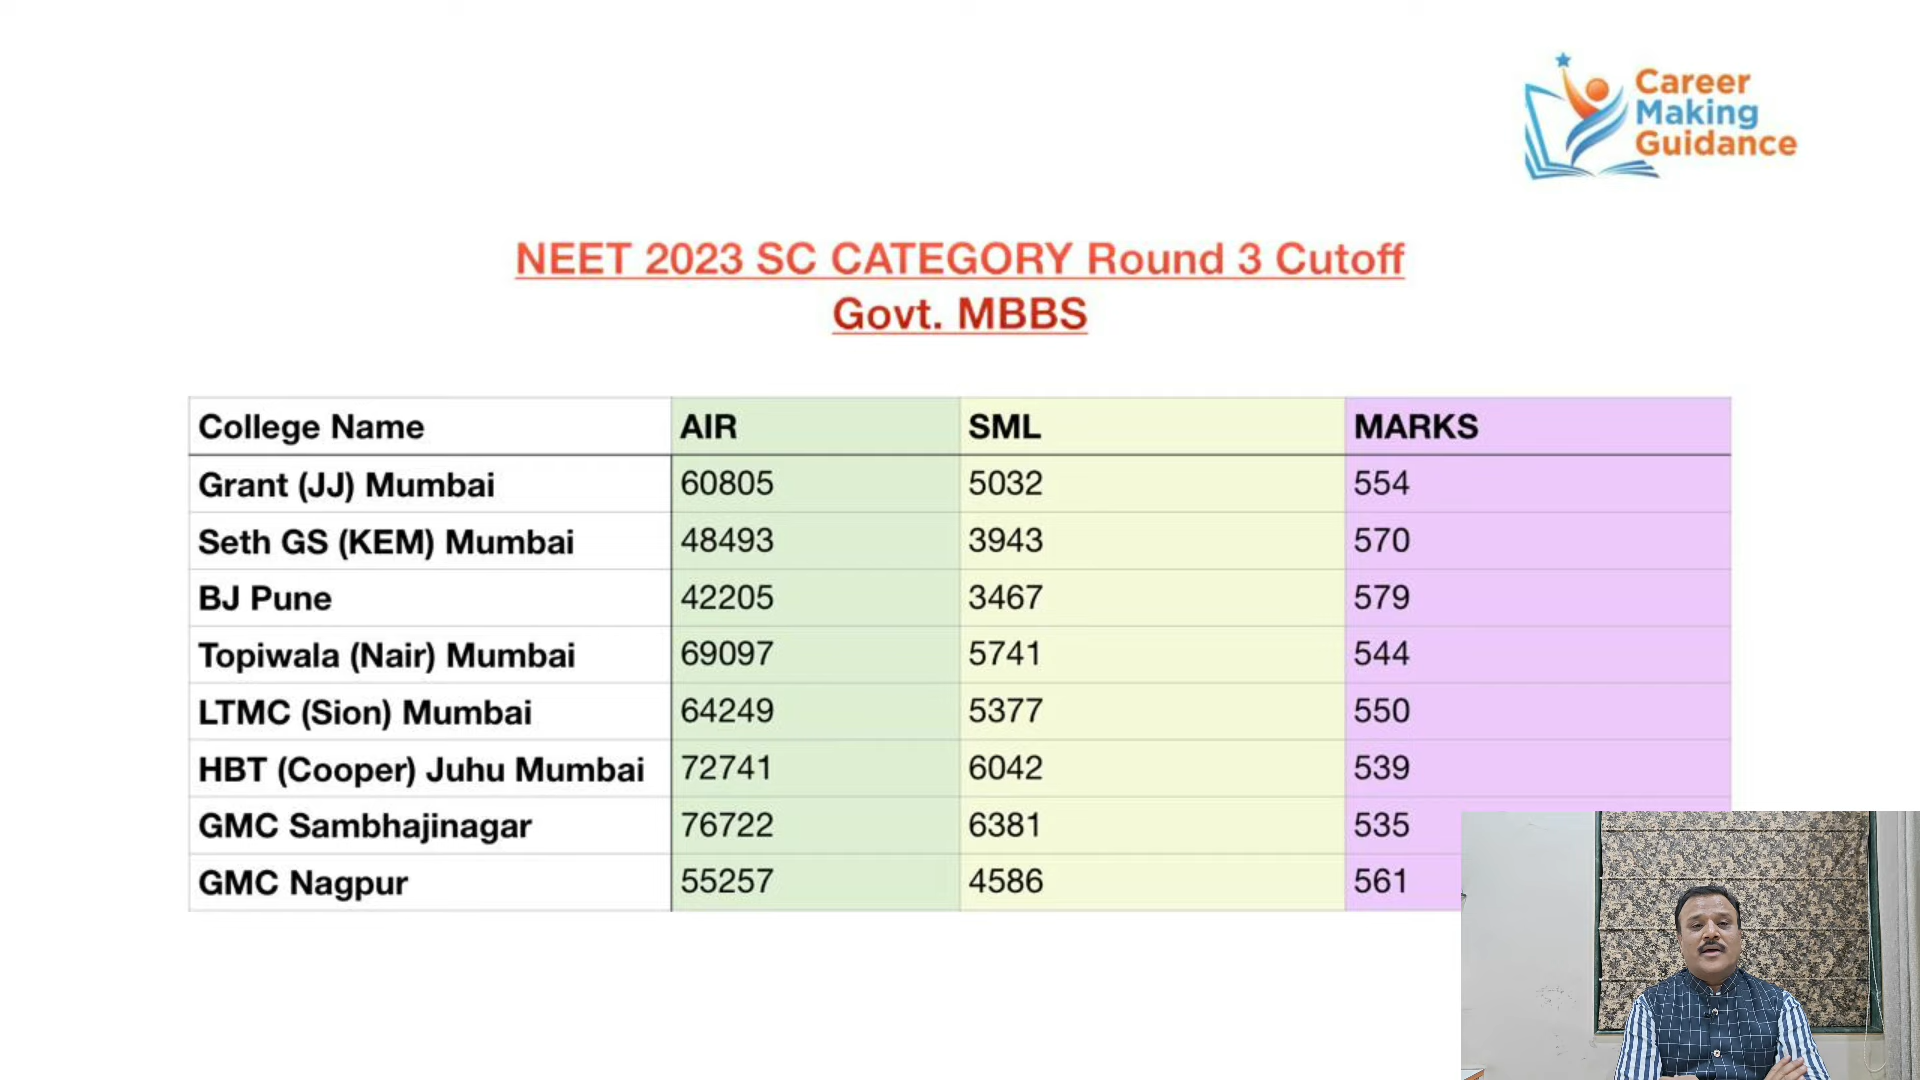 Career
Making
Guidance
NEET 2023 SC CATEGORY Round 3 Cutoff
Govt. MBBS
College Name AIR SML MARKS
Grant (JJ) Mumbai 60805 5032 554
Seth GS (KEM) Mumbai 48493 3943 570
BJ Pune 42205 3467 579
Topiwala (Nair) Mumbai 69097 5741 544
LTMC (Sion) Mumbai 64249 5377 550
HBT (Cooper) Juhu Mumbai 72741 6042 539
GMC Sambhajinagar 76722 6381 535
GMC Nagpur 55257 4586 561